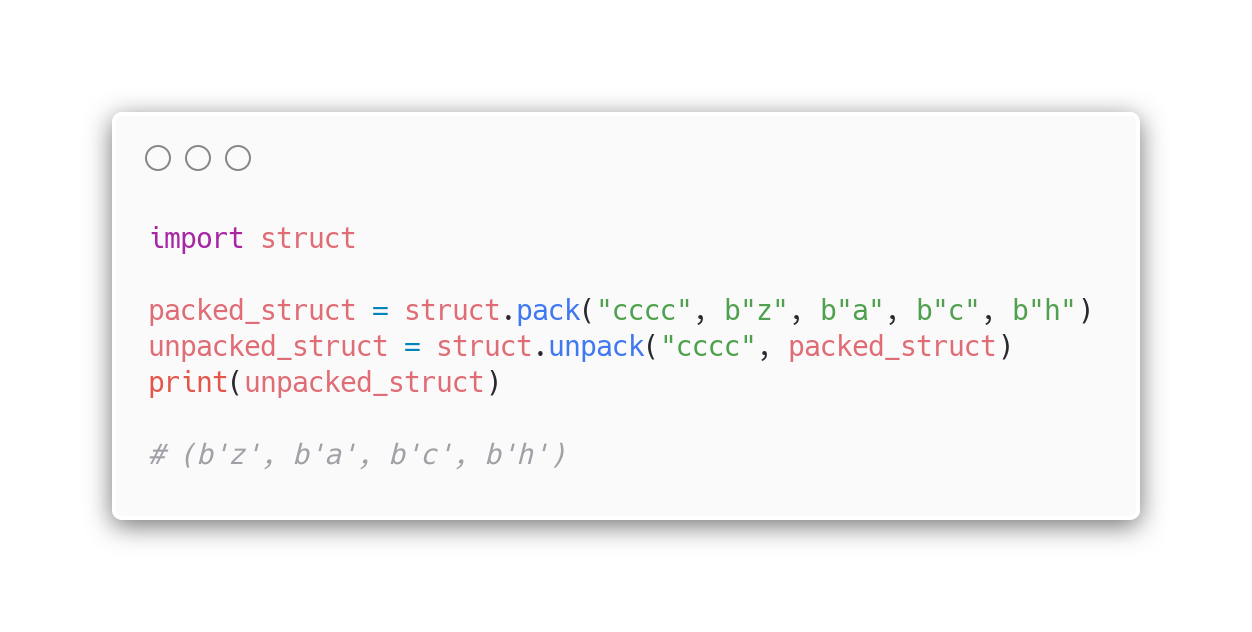 import struct
packed_struct = struct.pack("cccc", b"z", b"a", b"c", b"h")
unpacked_struct = struct.unpack("cccc", packed_struct)
print(unpacked_struct)
# (b'z', b'a', b'c', b'h')